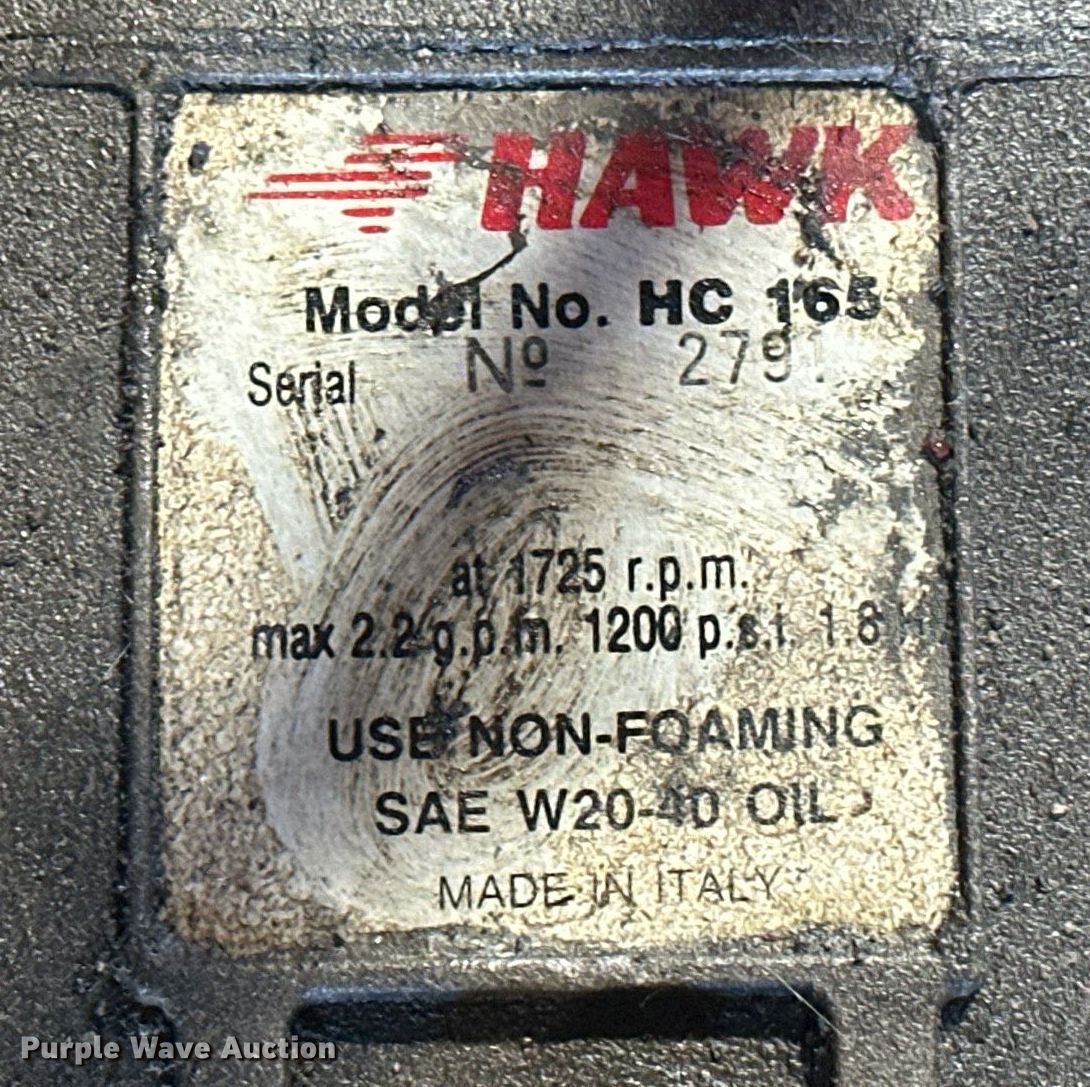 HAWK
Model No. HC 165
Serial Nº 2791
at 1725 r.p.m.
max 2.2 g.p.m. 1200 p.s.i. 1.8
USE NON-FOAMING
SAE W20-40 OIL
MADE IN ITALY
Purple Wave Auction